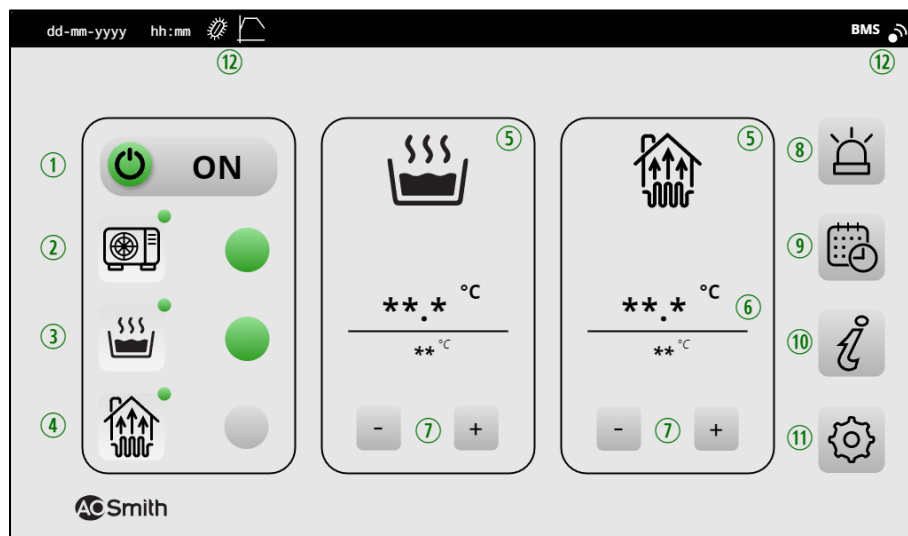 dd-mm-yyyy hh:mm BMS
⑫ ⑫
① ON ⑤ ⑤ ⑧
②
③ **.* °C **.* °C ⑥ ⑨
** °C ** °C ⑩
④ - ⑦ + - ⑦ + ⑪
AOSmith